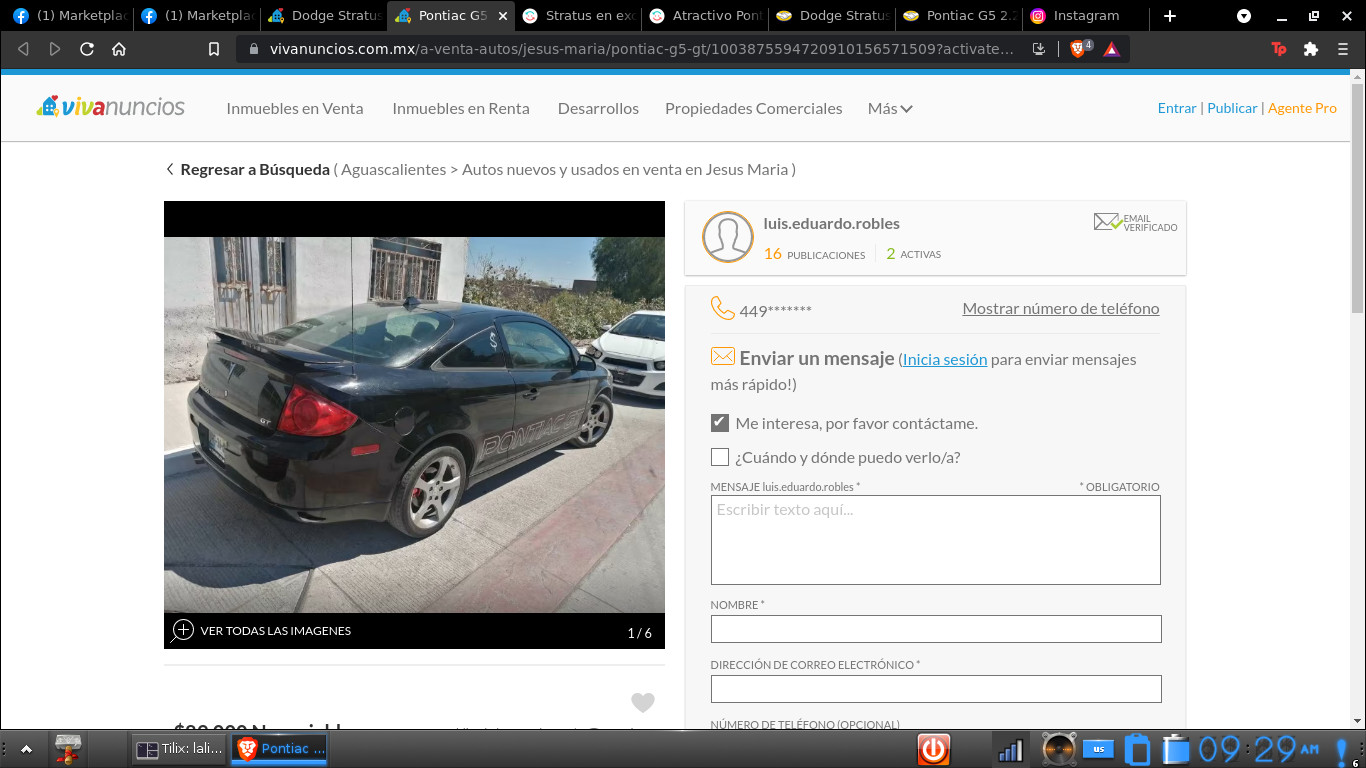 (1) Marketplac
(1) Marketplac
Dodge Stratus
Pontiac G5
Stratus en exc
Atractivo Pont
Dodge Stratus
Pontiac G5 2.2
Instagram
vivanuncios.com.mx/a-venta-autos/jesus-maria/pontiac-g5-gt/1003875594720910156571509?activate…
4
Tp
vivanuncios
Inmuebles en Venta
Inmuebles en Renta
Desarrollos
Propiedades Comerciales
Más
Entrar | Publicar | Agente Pro
Regresar a Búsqueda ( Aguascalientes > Autos nuevos y usados en venta en Jesus Maria )
luis.eduardo.robles
EMAIL
VERIFICADO
16 PUBLICACIONES
2 ACTIVAS
449*******
Mostrar número de teléfono
Enviar un mensaje (Inicia sesión para enviar mensajes
más rápido!)
Me interesa, por favor contáctame.
¿Cuándo y dónde puedo verlo/a?
MENSAJE luis.eduardo.robles *
* OBLIGATORIO
Escribir texto aquí...
NOMBRE *
DIRECCIÓN DE CORREO ELECTRÓNICO *
NÚMERO DE TELÉFONO (OPCIONAL)
$
GT
PONTIAC GT
VER TODAS LAS IMAGENES
1 / 6
Tilix: lali...
Pontiac ...
us
09:29 AM
6